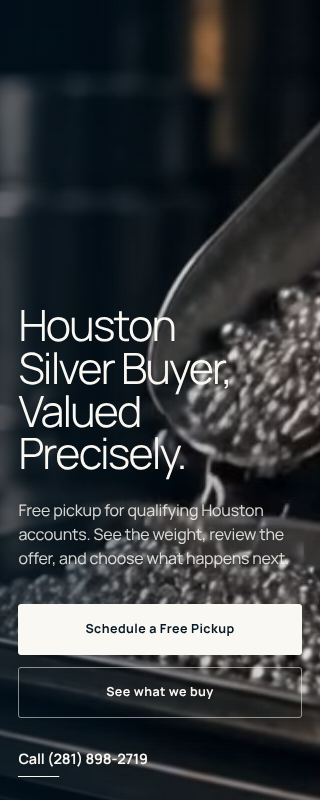 Houston
Silver Buyer,
Valued
Precisely.
Free pickup for qualifying Houston
accounts. See the weight, review the
offer, and choose what happens next.
Schedule a Free Pickup
See what we buy
Call (281) 898-2719